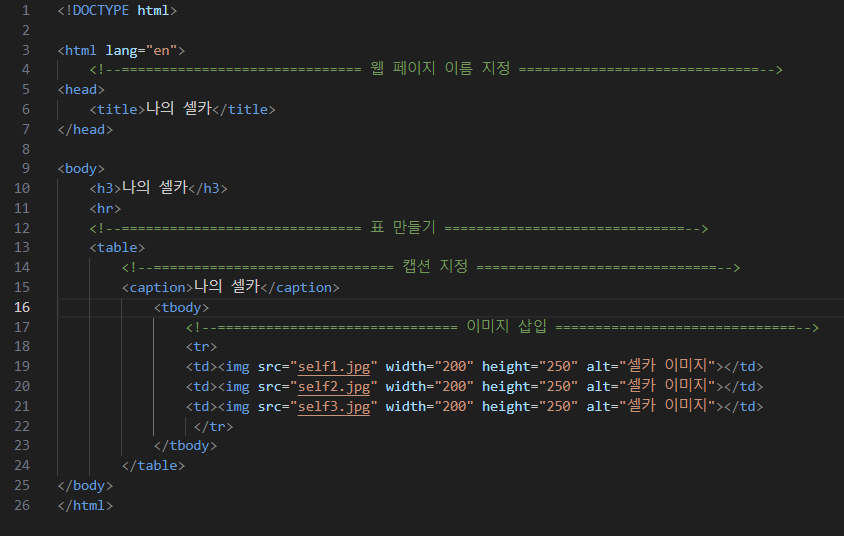 1 <!DOCTYPE html>
2
3 <html lang="en">
4 <!--============================== 웹 페이지 이름 지정 ==============================-->
5 <head>
6 <title>나의 셀카</title>
7 </head>
8
9 <body>
10 <h3>나의 셀카</h3>
11 <hr>
12 <!--============================== 표 만들기 ==============================-->
13 <table>
14 <!--============================== 캡션 지정 ==============================-->
15 <caption>나의 셀카</caption>
16 <tbody>
17 <!--============================== 이미지 삽입 ==============================-->
18 <tr>
19 <td><img src="self1.jpg" width="200" height="250" alt="셀카 이미지"></td>
20 <td><img src="self2.jpg" width="200" height="250" alt="셀카 이미지"></td>
21 <td><img src="self3.jpg" width="200" height="250" alt="셀카 이미지"></td>
22 </tr>
23 </tbody>
24 </table>
25 </body>
26 </html>